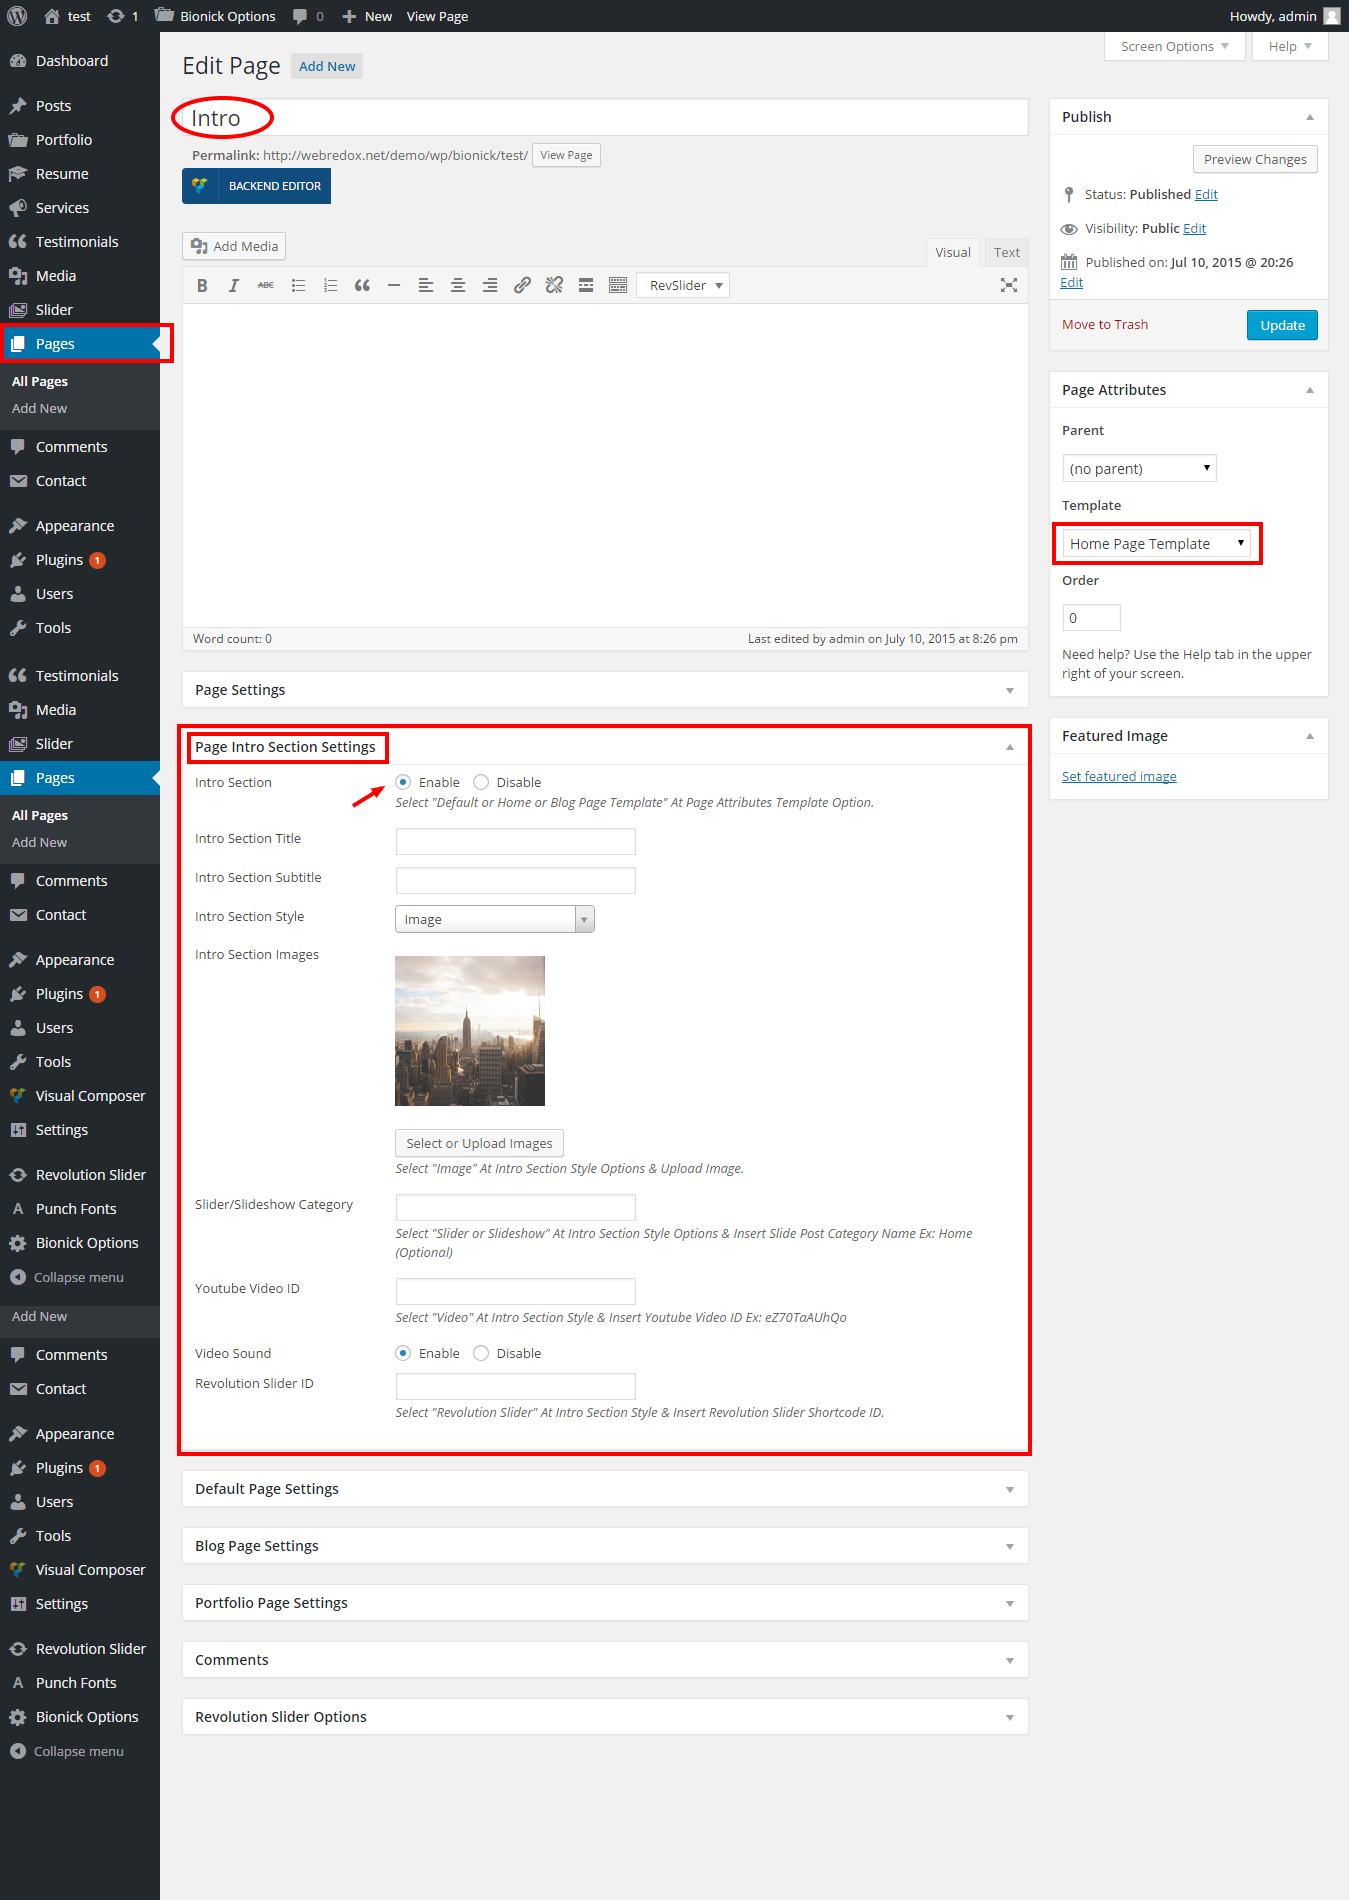 test
1
Bionick Options
0
New
View Page
Howdy, admin
Dashboard
Posts
Portfolio
Resume
Services
Testimonials
Media
Slider
Pages
All Pages
Add New
Comments
Contact
Appearance
Plugins 1
Users
Tools
Testimonials
Media
Slider
Pages
All Pages
Add New
Comments
Contact
Appearance
Plugins 1
Users
Tools
Visual Composer
Settings
Revolution Slider
Punch Fonts
Bionick Options
Collapse menu
Add New
Comments
Contact
Appearance
Plugins 1
Users
Tools
Visual Composer
Settings
Revolution Slider
Punch Fonts
Bionick Options
Collapse menu
Screen Options
Help
Edit Page
Add New
Intro
Permalink: http://webredox.net/demo/wp/bionick/test/
View Page
BACKEND EDITOR
Add Media
Visual
Text
B
I
ABC
RevSlider
Word count: 0
Last edited by admin on July 10, 2015 at 8:26 pm
Page Settings
Page Intro Section Settings
Intro Section
Enable
Disable
Select "Default or Home or Blog Page Template" At Page Attributes Template Option.
Intro Section Title
Intro Section Subtitle
Intro Section Style
Image
Intro Section Images
Select or Upload Images
Select "Image" At Intro Section Style Options & Upload Image.
Slider/Slideshow Category
Select "Slider or Slideshow" At Intro Section Style Options & Insert Slide Post Category Name Ex: Home
(Optional)
Youtube Video ID
Select "Video" At Intro Section Style & Insert Youtube Video ID Ex: eZ70TaAUhQo
Video Sound
Enable
Disable
Revolution Slider ID
Select "Revolution Slider" At Intro Section Style & Insert Revolution Slider Shortcode ID.
Default Page Settings
Blog Page Settings
Portfolio Page Settings
Comments
Revolution Slider Options
Publish
Preview Changes
Status: Published Edit
Visibility: Public Edit
Published on: Jul 10, 2015 @ 20:26
Edit
Move to Trash
Update
Page Attributes
Parent
(no parent)
Template
Home Page Template
Order
0
Need help? Use the Help tab in the upper
right of your screen.
Featured Image
Set featured image